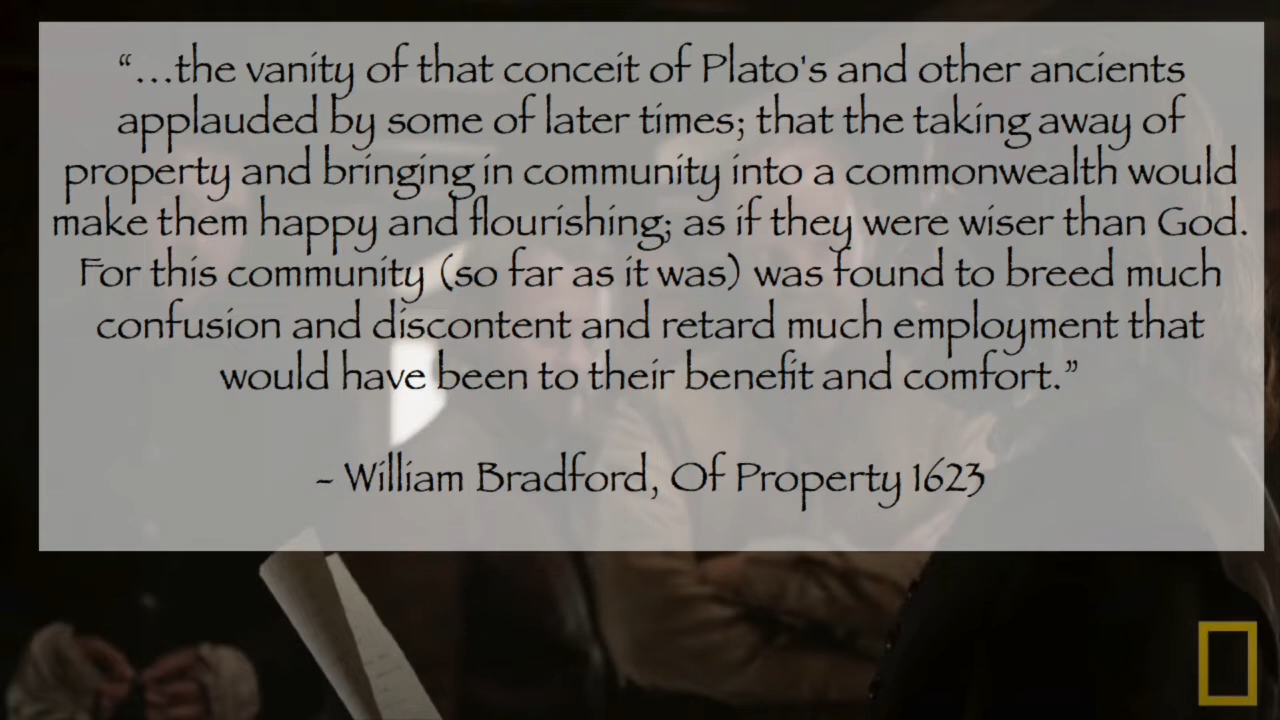 “...the vanity of that conceit of Plato's and other ancients
applauded by some of later times; that the taking away of
property and bringing in community into a commonwealth would
make them happy and flourishing; as if they were wiser than God.
For this community (so far as it was) was found to breed much
confusion and discontent and retard much employment that
would have been to their benefit and comfort.”
- William Bradford, Of Property 1623